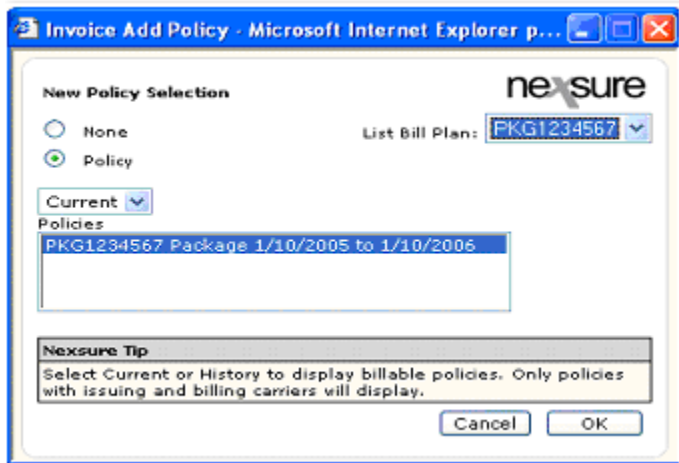 Invoice Add Policy - Microsoft Internet Explorer p...
nexsure
New Policy Selection
None
List Bill Plan: PKG1234567
Policy
Current
Policies
PKG1234567 Package 1/10/2005 to 1/10/2006
Nexsure Tip
Select Current or History to display billable policies. Only policies
with issuing and billing carriers will display.
Cancel OK